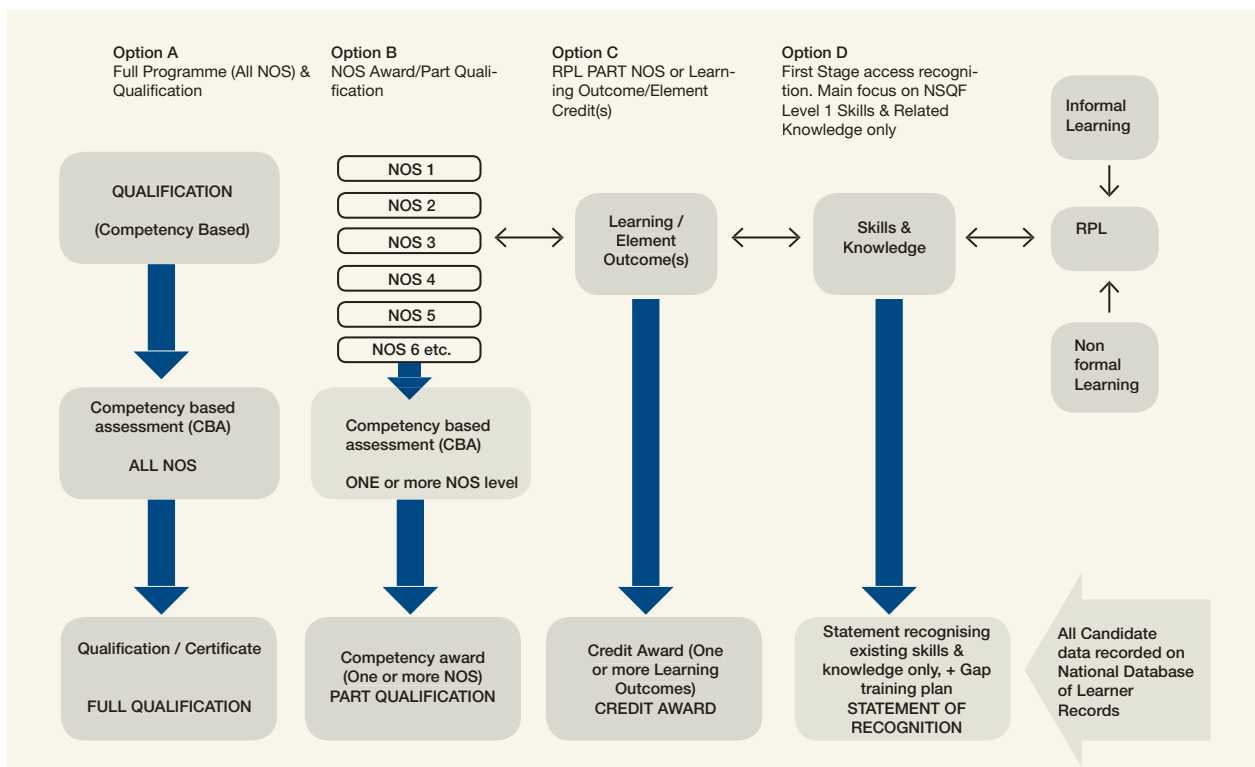 Option A
Full Programme (All NOS) &
Qualification
Option B
NOS Award/Part Quali-
fication
Option C
RPL PART NOS or Learn-
ing Outcome/Element
Credit(s)
Option D
First Stage access recogni-
tion. Main focus on NSQF
Level 1 Skills & Related
Knowledge only
Informal
Learning
QUALIFICATION
(Competency Based)
NOS 1
NOS 2
NOS 3
NOS 4
NOS 5
NOS 6 etc.
Learning /
Element
Outcome(s)
Skills &
Knowledge
RPL
Non
formal
Learning
Competency based
assessment (CBA)
ALL NOS
Competency based
assessment (CBA)
ONE or more NOS level
Qualification / Certificate
FULL QUALIFICATION
Competency award
(One or more NOS)
PART QUALIFICATION
Credit Award (One
or more Learning
Outcomes)
CREDIT AWARD
Statement recognising
existing skills &
knowledge only, + Gap
training plan
STATEMENT OF
RECOGNITION
All Candidate
data recorded on
National Database
of Learner
Records